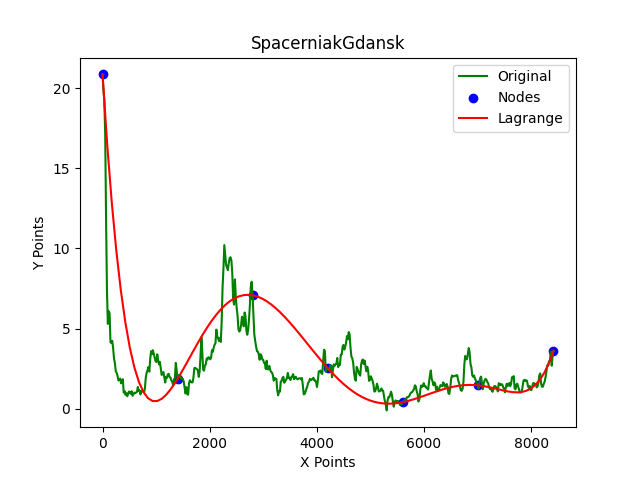 SpacerniakGdansk
Original
Nodes
Lagrange
Y Points
20
15
10
5
0
0 2000 4000 6000 8000
X Points